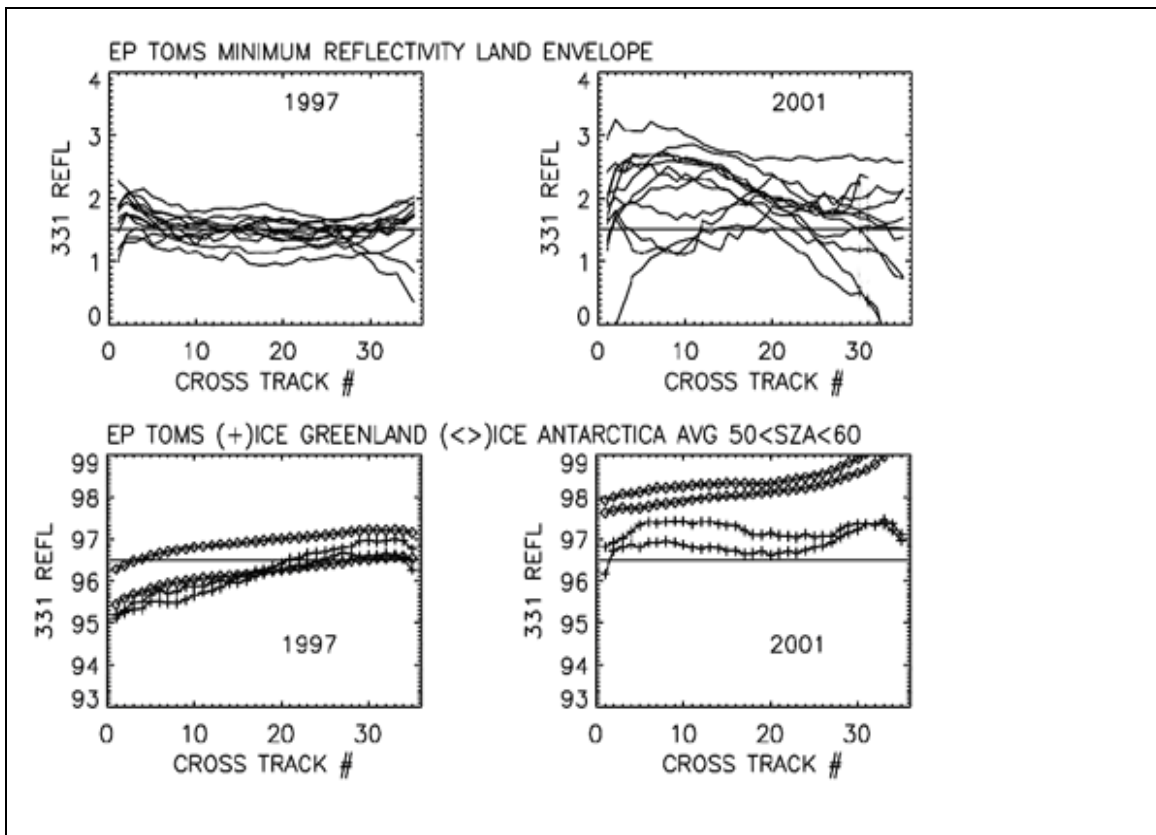 EP TOMS MINIMUM REFLECTIVITY LAND ENVELOPE
4
3
2
1
0
331 REFL
1997
0 10 20 30
CROSS TRACK #
4
3
2
1
0
331 REFL
2001
0 10 20 30
CROSS TRACK #
EP TOMS (+)ICE GREENLAND (<>)ICE ANTARCTICA AVG 50<SZA<60
99
98
97
96
95
94
93
331 REFL
1997
0 10 20 30
CROSS TRACK #
99
98
97
96
95
94
93
331 REFL
2001
0 10 20 30
CROSS TRACK #